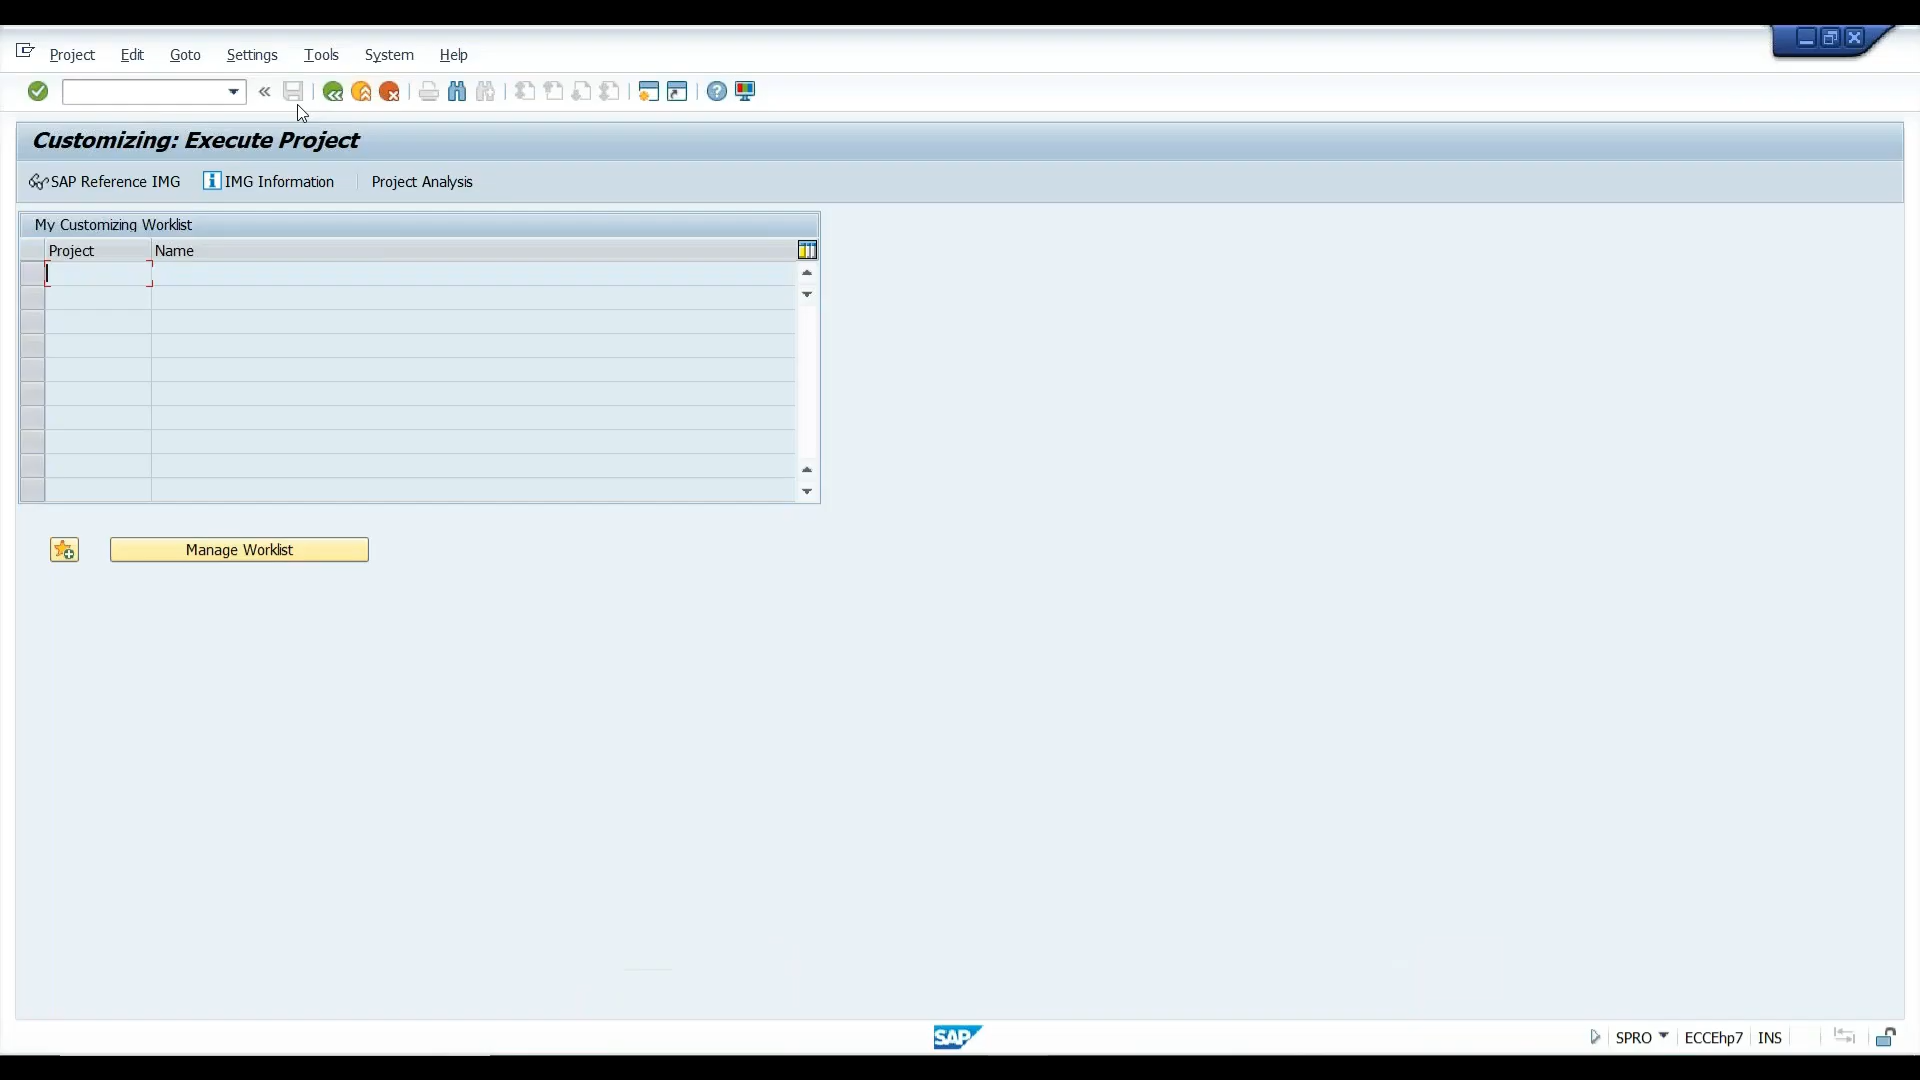 Project Edit Goto Settings Tools System Help
Customizing: Execute Project
SAP Reference IMG IMG Information Project Analysis
My Customizing Worklist
Project Name
Manage Worklist
SAP SPRO ECCEhp7 INS